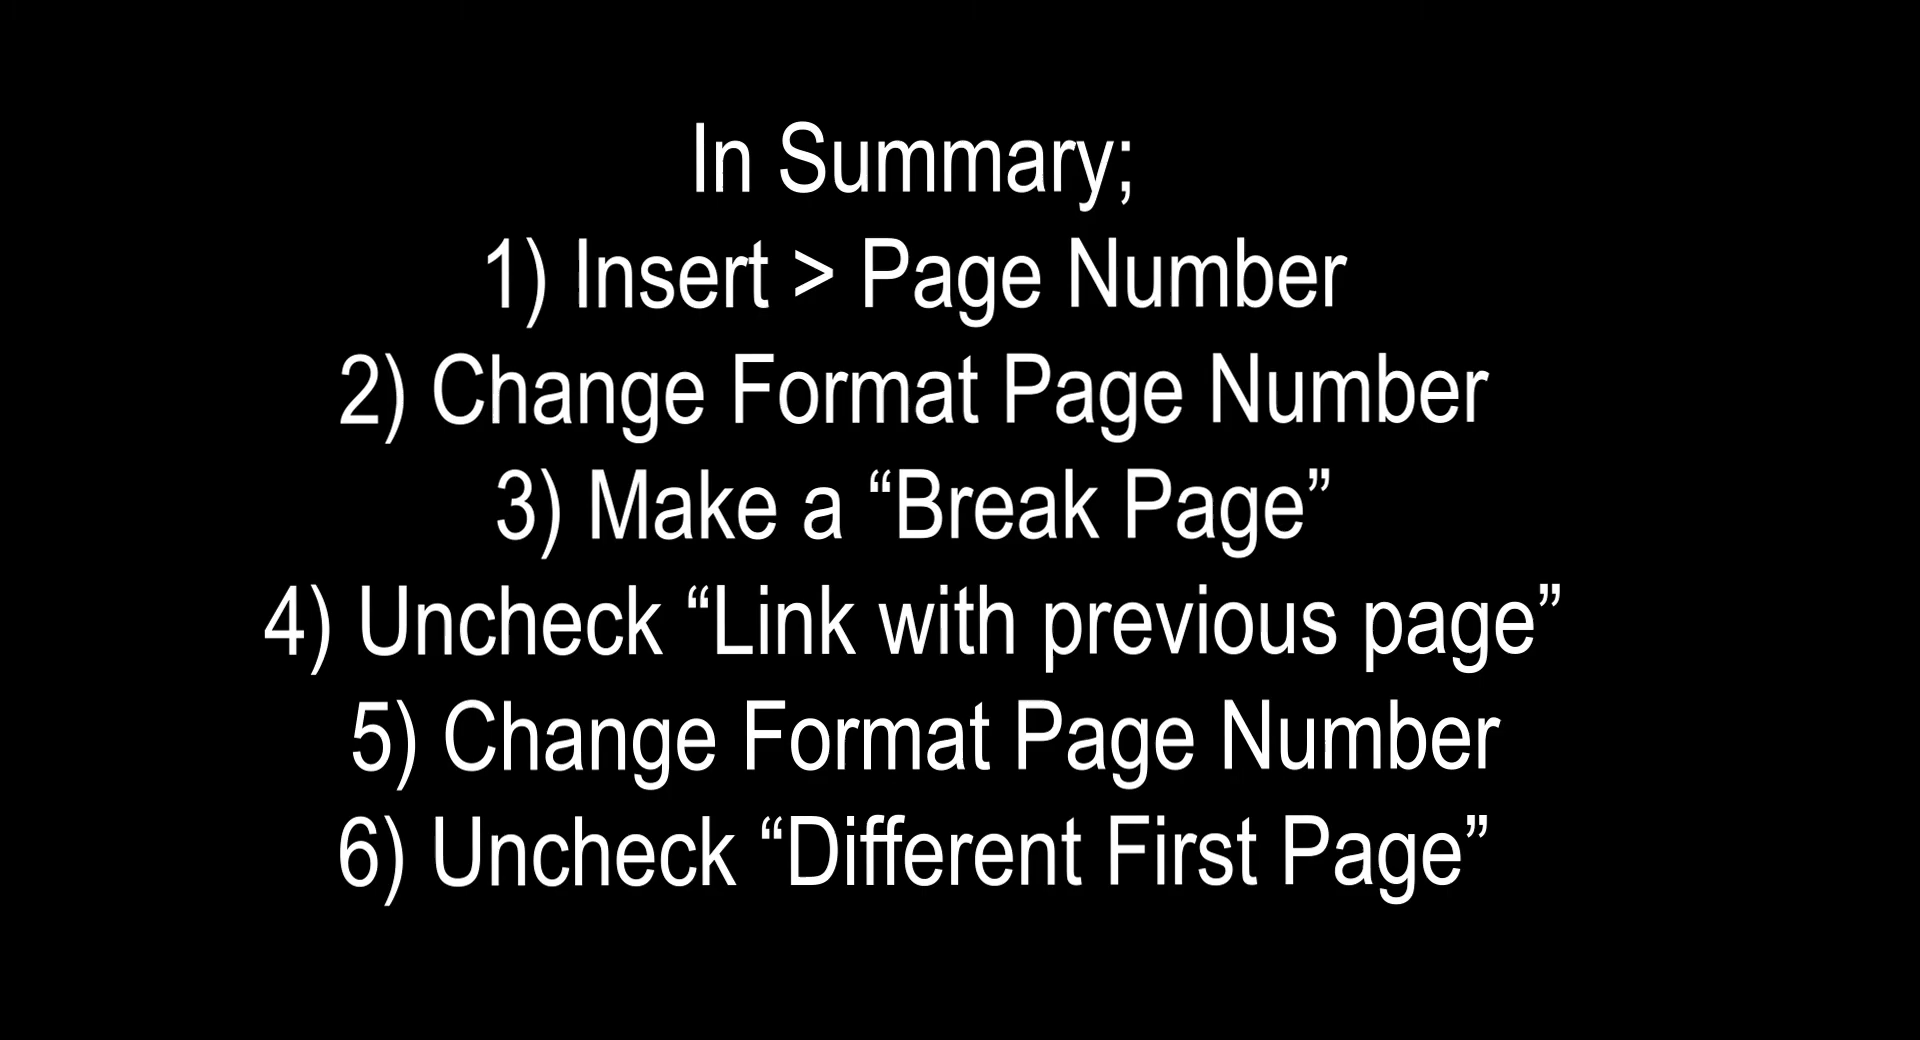 In Summary;
1) Insert > Page Number
2) Change Format Page Number
3) Make a “Break Page”
4) Uncheck “Link with previous page”
5) Change Format Page Number
6) Uncheck “Different First Page”